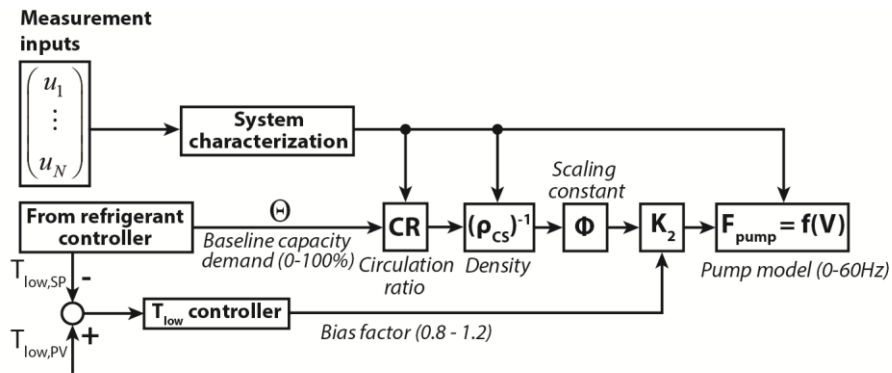 Measurement
inputs
u1
⋮
uN
System
characterization
Scaling
constant
From refrigerant
controller
Θ
Baseline capacity
demand (0-100%)
CR
Circulation
ratio
(ρCS)-1
Density
Φ
K2
Fpump = f(V)
Pump model (0-60Hz)
Tlow,SP
-
+
Tlow,PV
Tlow controller
Bias factor (0.8 - 1.2)